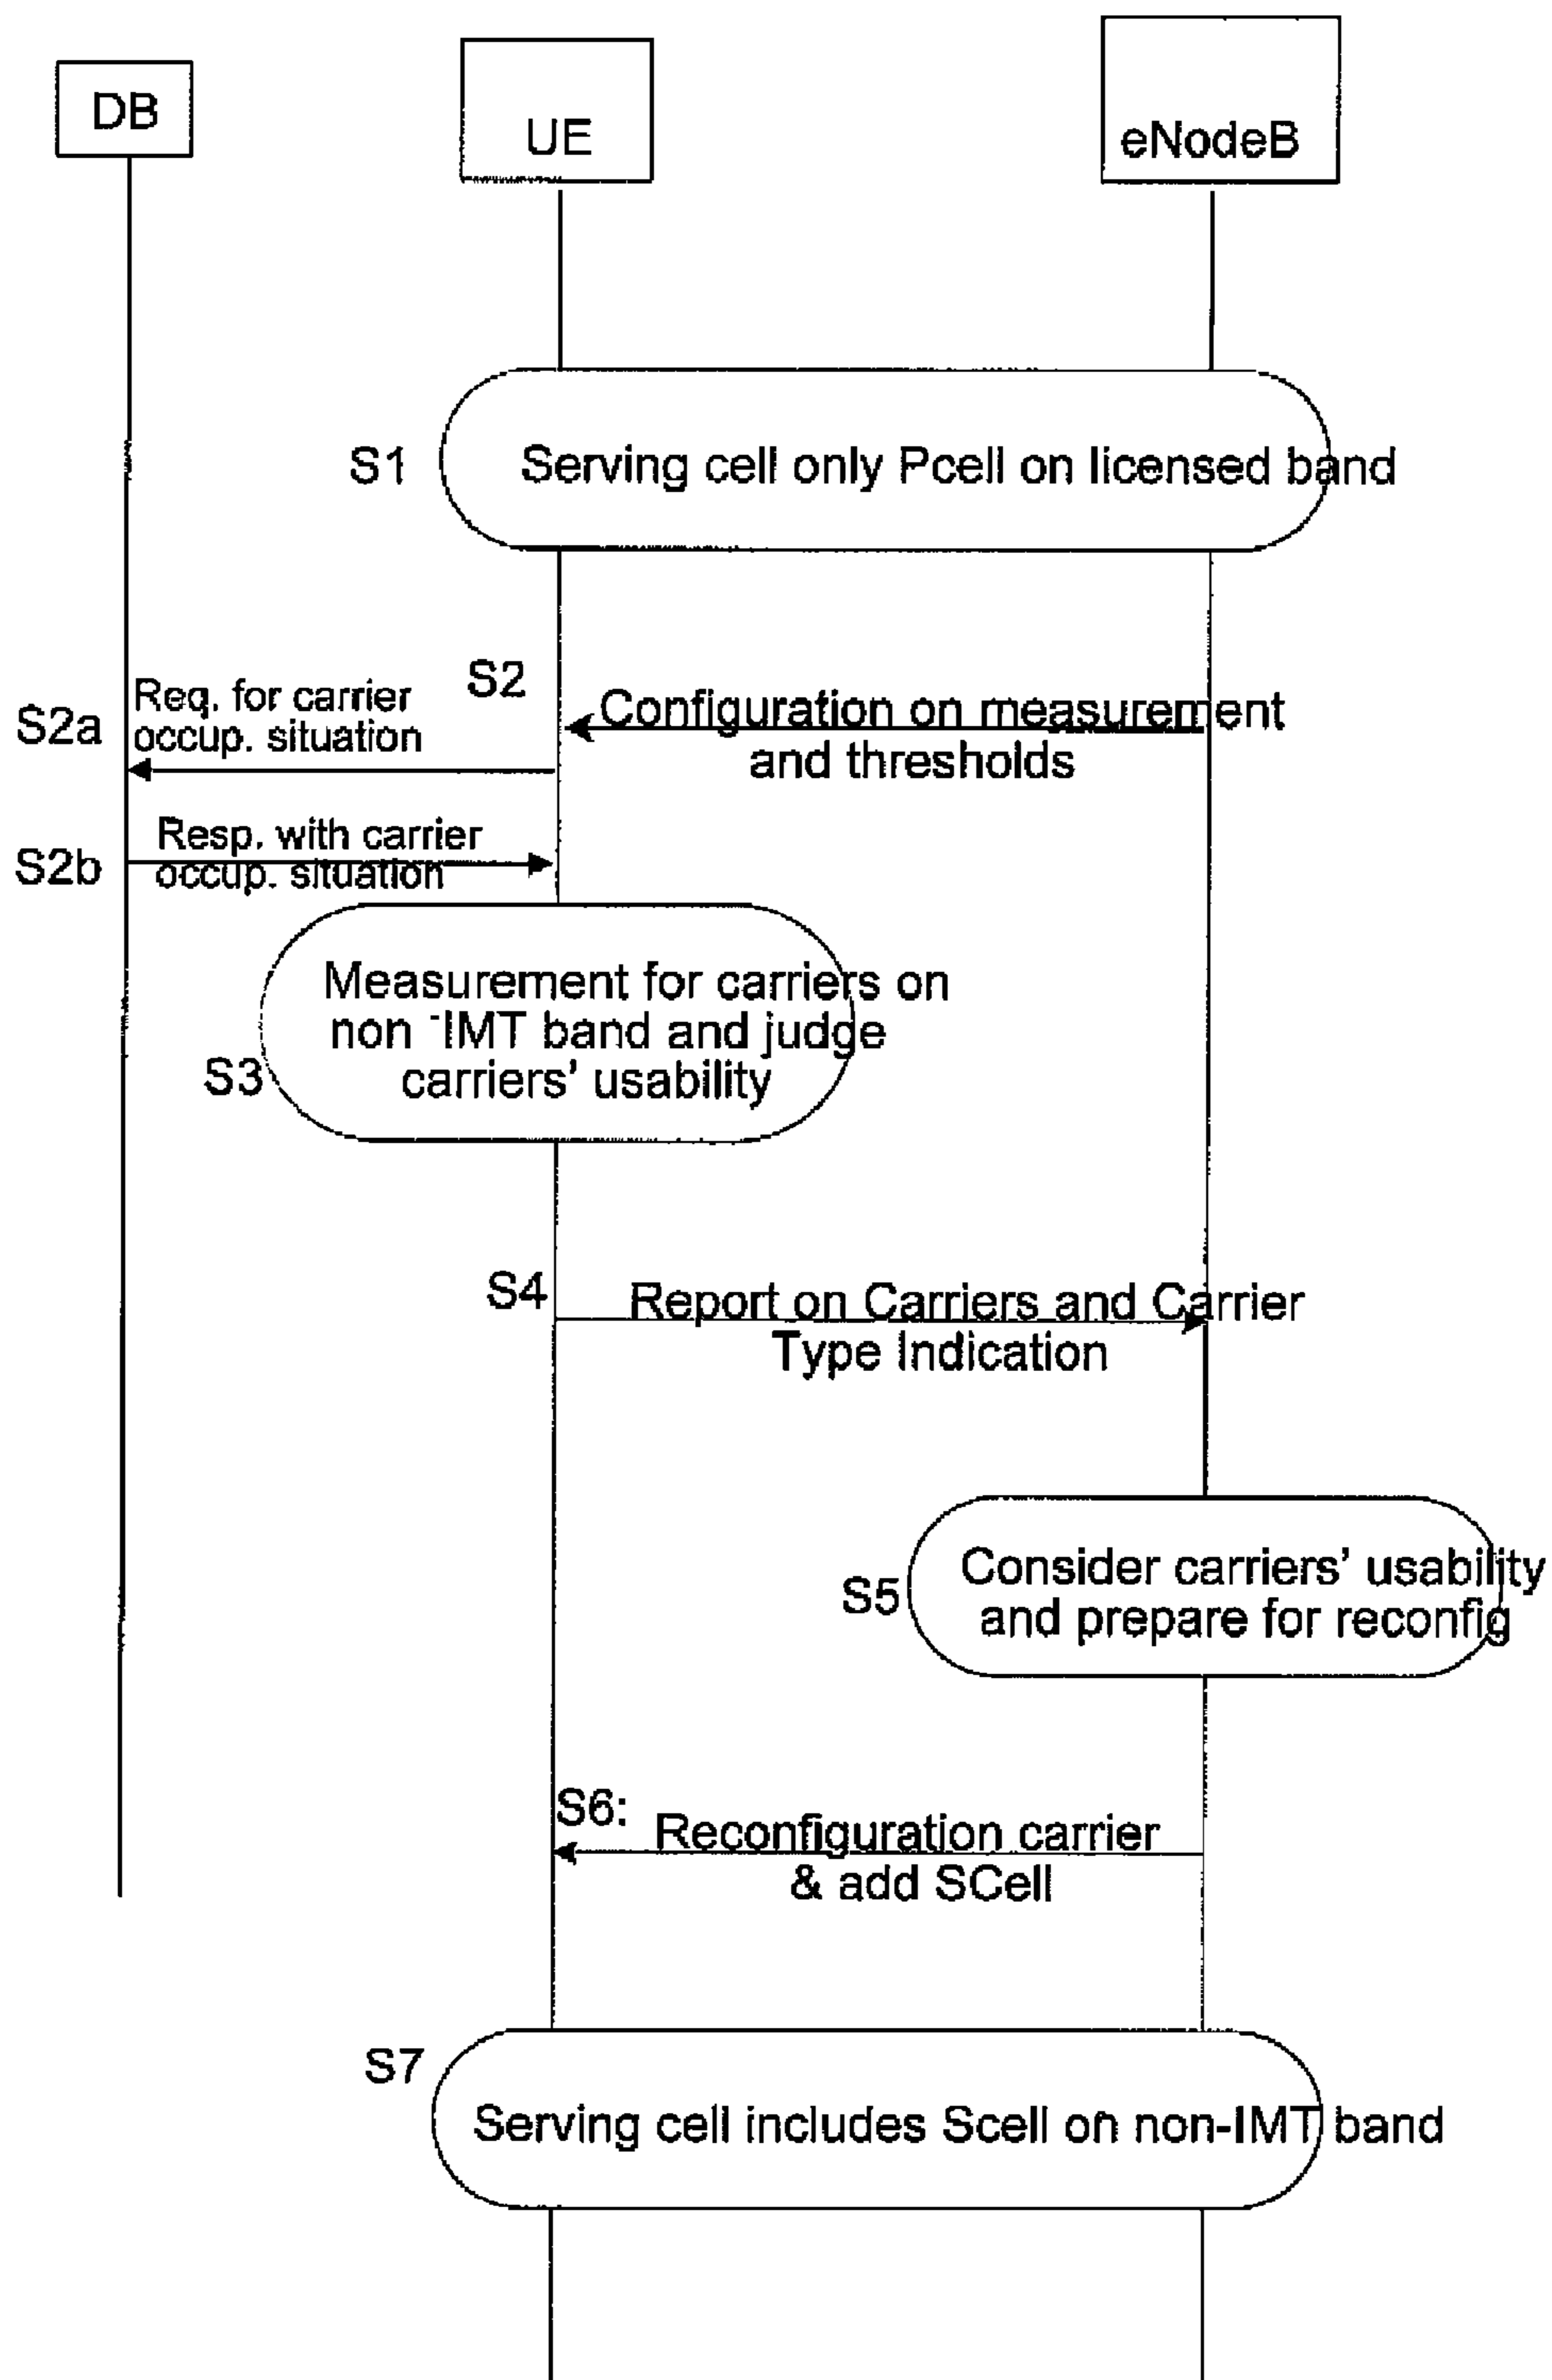 DB
UE
eNodeB
S1
Serving cell only Pcell on licensed band
S2
Configuration on measurement
and thresholds
S2a
Req. for carrier
occup. situation
S2b
Resp. with carrier
occup. situation
Measurement for carriers on
non -IMT band and judge
carriers' usability
S3
S4
Report on Carriers and Carrier
Type Indication
S5
Consider carriers' usability
and prepare for reconfig
S6:
Reconfiguration carrier
& add SCell
S7
Serving cell includes Scell on non-IMT band